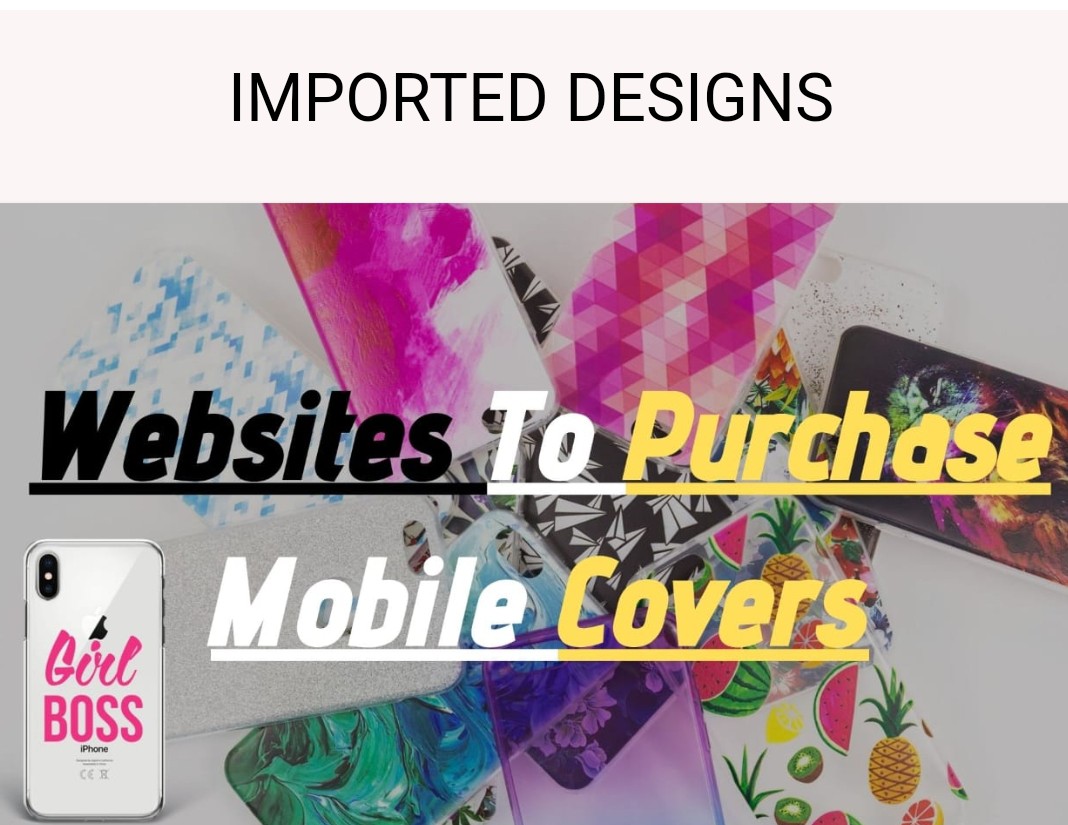 IMPORTED DESIGNS
Websites To Purchase
Mobile Covers
Girl
BOSS
iPhone